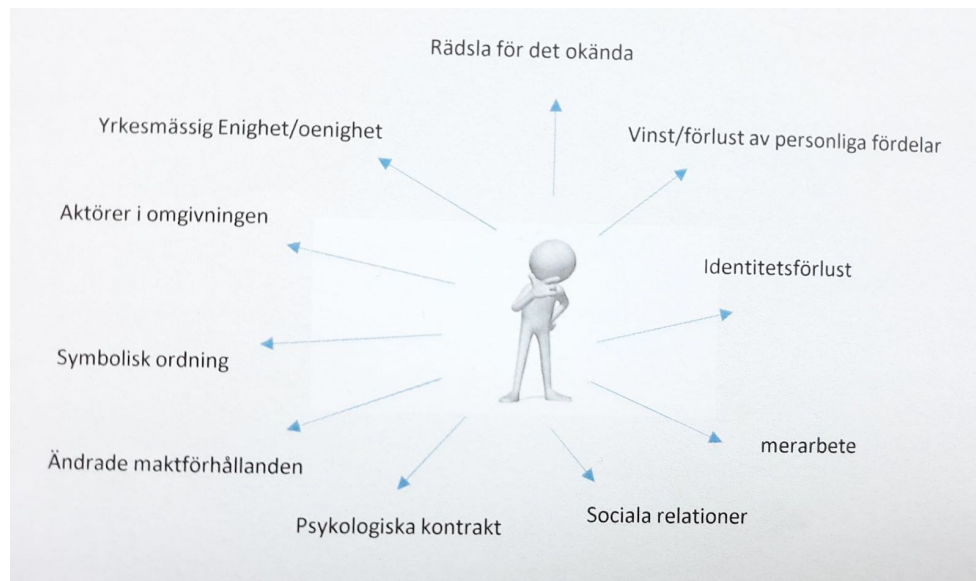 Rädsla för det okända
Yrkesmässig Enighet/oenighet
Vinst/förlust av personliga fördelar
Aktörer i omgivningen
Identitetsförlust
Symbolisk ordning
merarbete
Ändrade maktförhållanden
Sociala relationer
Psykologiska kontrakt